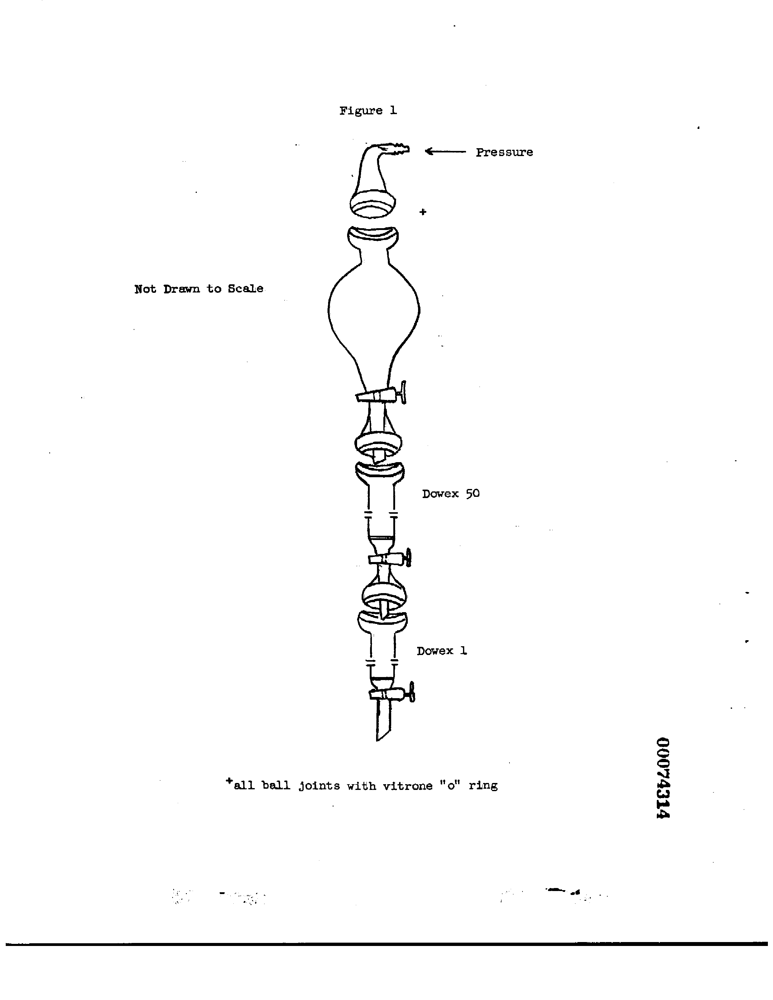 Figure 1
Pressure
+
Not Drawn to Scale
Dowex 50
Dowex 1
+all ball joints with vitrone "o" ring
00074314